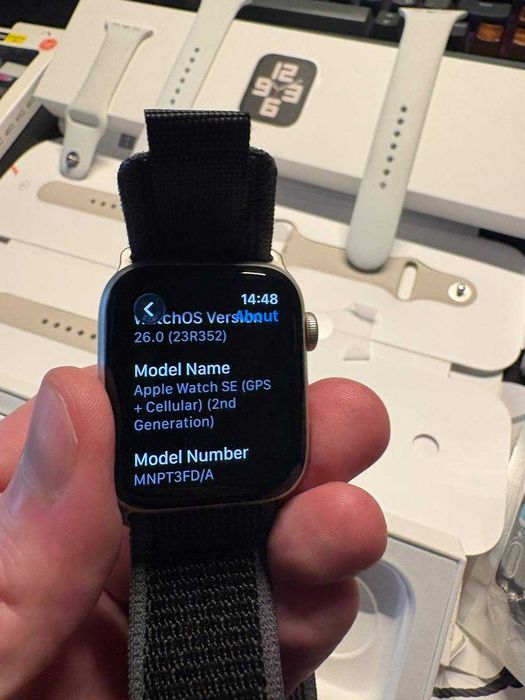 14:48
About
watchOS Version
26.0 (23R352)
Model Name
Apple Watch SE (GPS
+ Cellular) (2nd
Generation)
Model Number
MNPT3FD/A